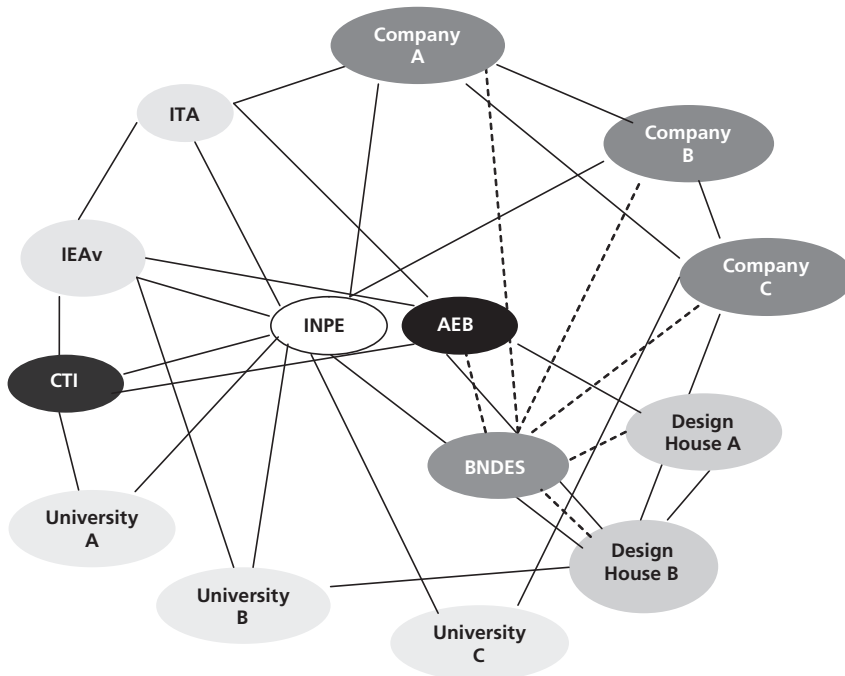 Company
A
ITA
Company
B
IEAv
Company
C
INPE
AEB
CTI
Design
House A
BNDES
University
A
Design
House B
University
B
University
C